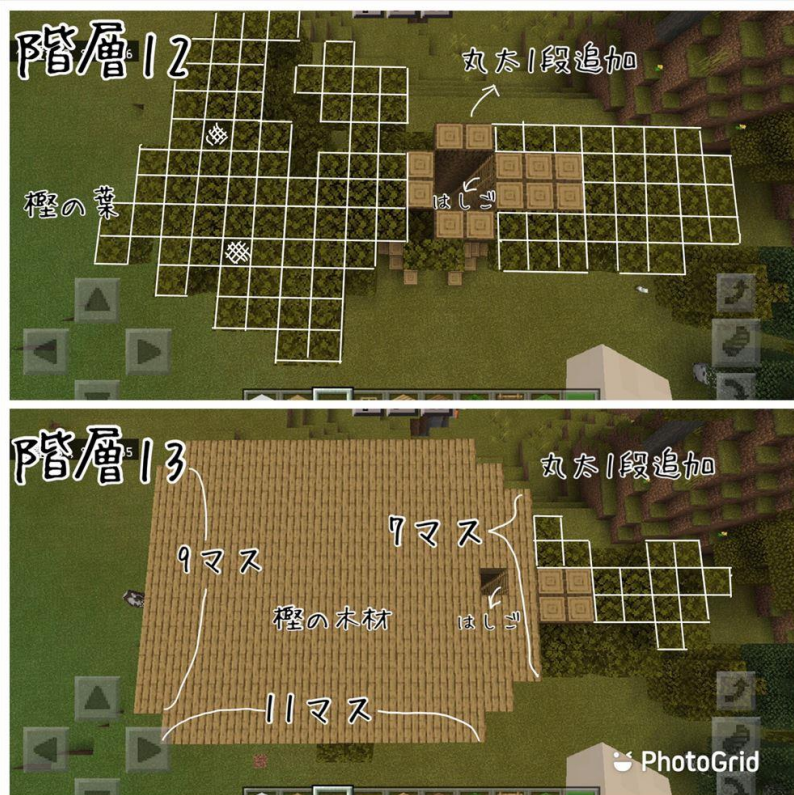 階層12
丸太1段追加
樫の葉
はしご
階層13
丸太1段追加
7マス
9マス
樫の木材
はしご
11マス
PhotoGrid